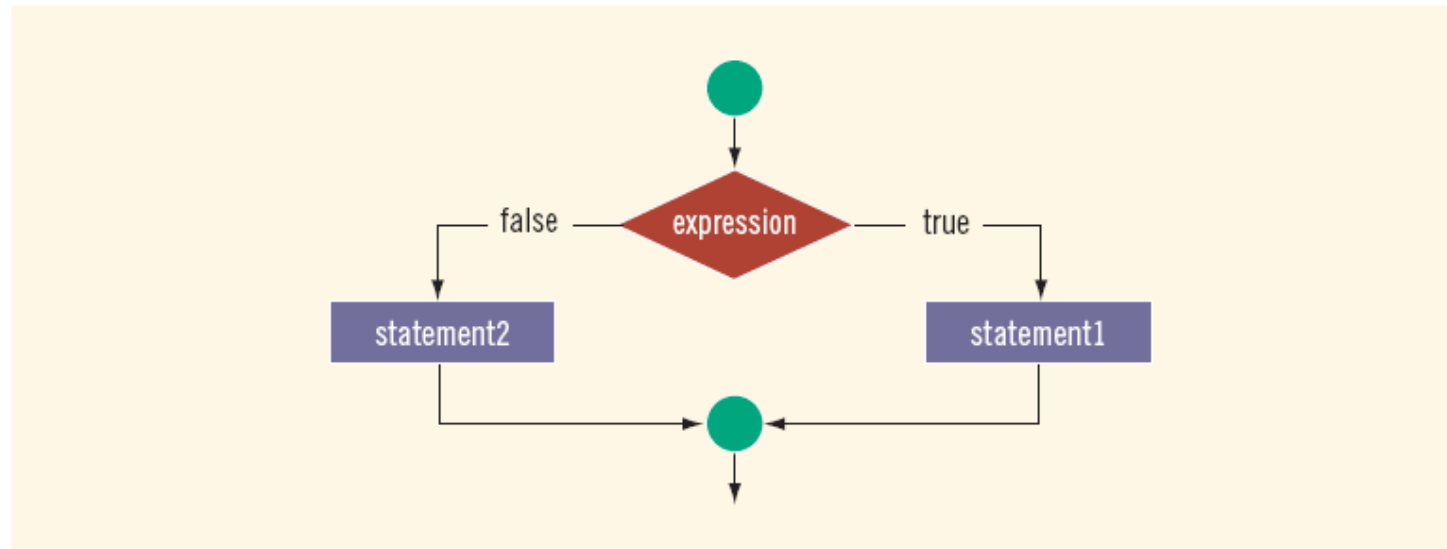 false
expression
true
statement2
statement1